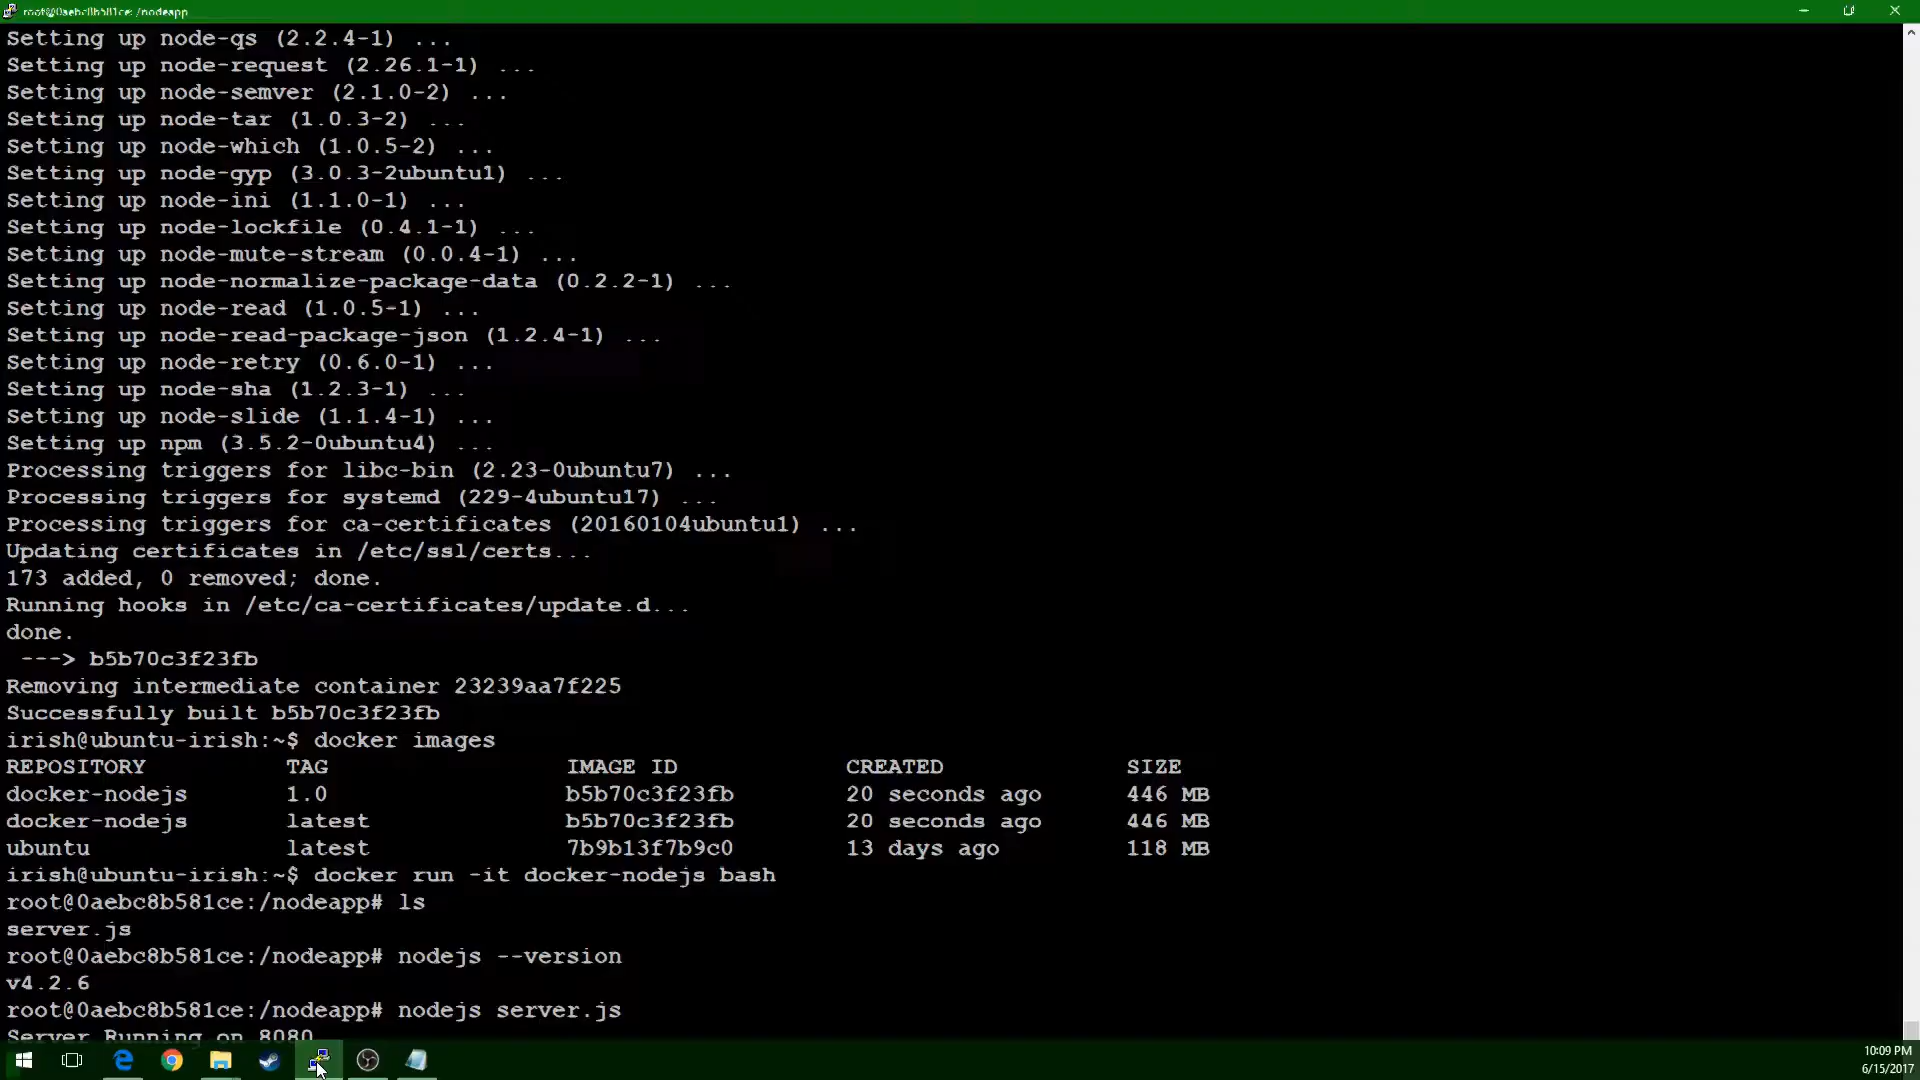 root@0aebc8b581ce: /nodeapp
Setting up node-qs (2.2.4-1) ...
Setting up node-request (2.26.1-1) ...
Setting up node-semver (2.1.0-2) ...
Setting up node-tar (1.0.3-2) ...
Setting up node-which (1.0.5-2) ...
Setting up node-gyp (3.0.3-2ubuntu1) ...
Setting up node-ini (1.1.0-1) ...
Setting up node-lockfile (0.4.1-1) ...
Setting up node-mute-stream (0.0.4-1) ...
Setting up node-normalize-package-data (0.2.2-1) ...
Setting up node-read (1.0.5-1) ...
Setting up node-read-package-json (1.2.4-1) ...
Setting up node-retry (0.6.0-1) ...
Setting up node-sha (1.2.3-1) ...
Setting up node-slide (1.1.4-1) ...
Setting up npm (3.5.2-0ubuntu4) ...
Processing triggers for libc-bin (2.23-0ubuntu7) ...
Processing triggers for systemd (229-4ubuntu17) ...
Processing triggers for ca-certificates (20160104ubuntu1) ...
Updating certificates in /etc/ssl/certs...
173 added, 0 removed; done.
Running hooks in /etc/ca-certificates/update.d...
done.
 ---> b5b70c3f23fb
Removing intermediate container 23239aa7f225
Successfully built b5b70c3f23fb
irish@ubuntu-irish:~$ docker images
REPOSITORY TAG IMAGE ID CREATED SIZE
docker-nodejs 1.0 b5b70c3f23fb 20 seconds ago 446 MB
docker-nodejs latest b5b70c3f23fb 20 seconds ago 446 MB
ubuntu latest 7b9b13f7b9c0 13 days ago 118 MB
irish@ubuntu-irish:~$ docker run -it docker-nodejs bash
root@0aebc8b581ce:/nodeapp# ls
server.js
root@0aebc8b581ce:/nodeapp# nodejs --version
v4.2.6
root@0aebc8b581ce:/nodeapp# nodejs server.js
Server Running on 8080
10:09 PM
6/15/2017